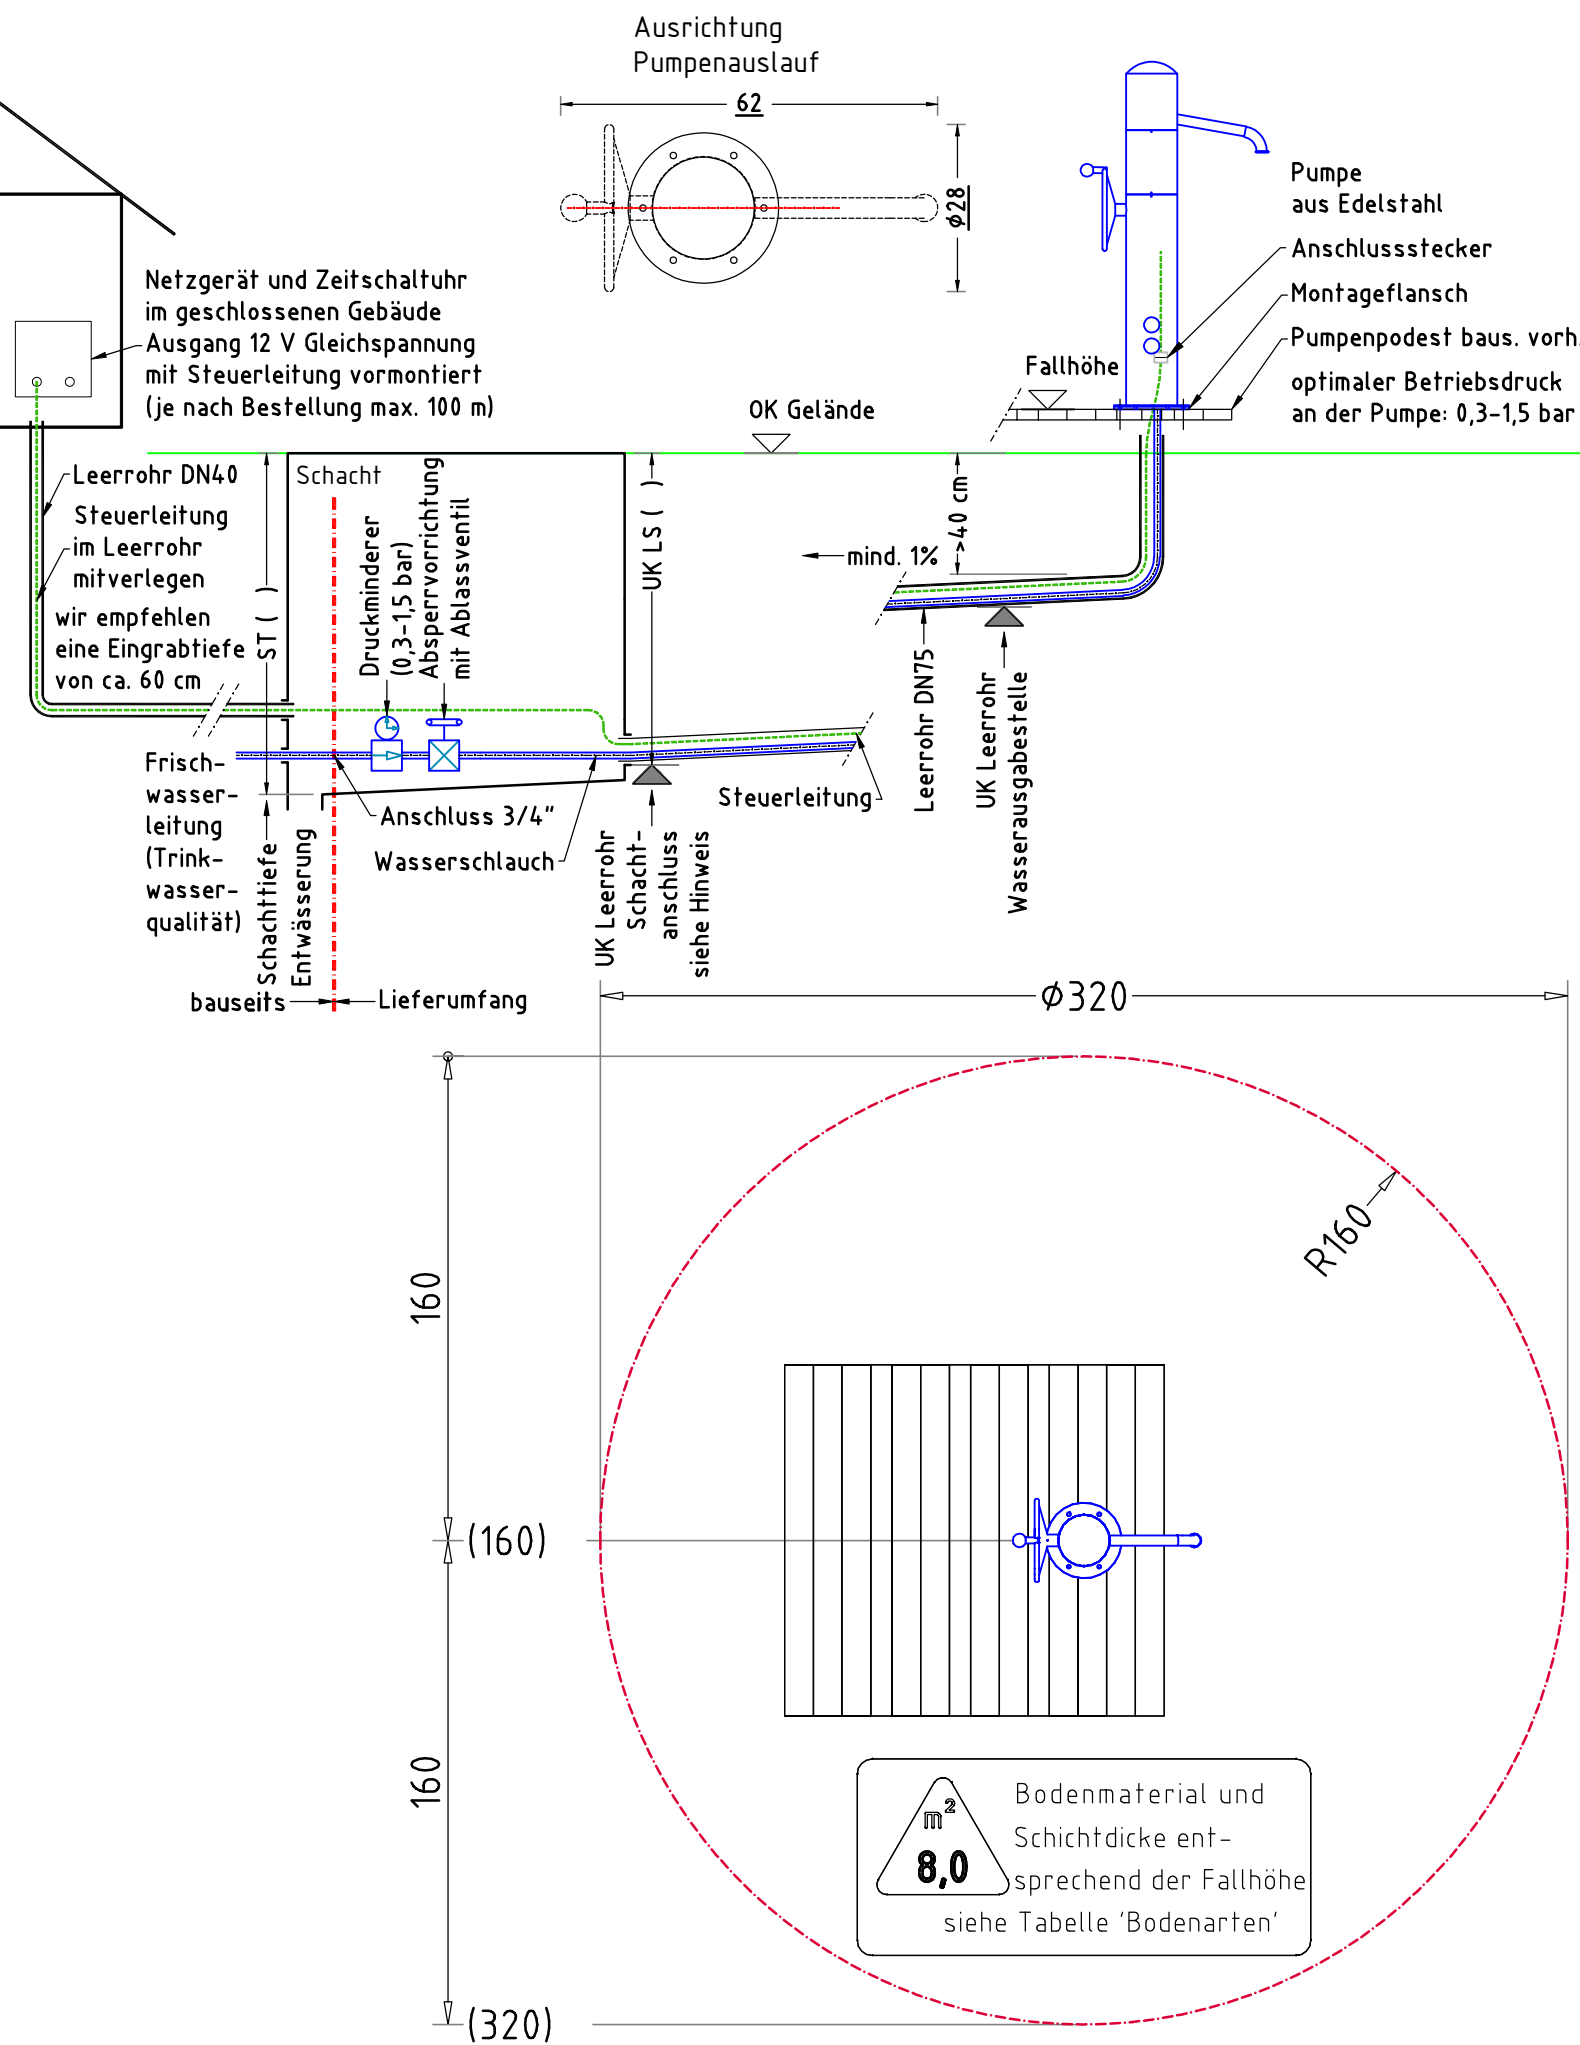 Ausrichtung
Pumpenauslauf
62
ϕ28
Pumpe
aus Edelstahl
Anschlussstecker
Montageflansch
Pumpenpodest baus. vorh.
optimaler Betriebsdruck
an der Pumpe: 0,3-1,5 bar
Fallhöhe
OK Gelände
Netzgerät und Zeitschaltuhr
im geschlossenen Gebäude
Ausgang 12 V Gleichspannung
mit Steuerleitung vormontiert
(je nach Bestellung max. 100 m)
Leerrohr DN40
Steuerleitung
im Leerrohr
mitverlegen
wir empfehlen
eine Eingrabtiefe
von ca. 60 cm
ST ( )
Schacht
Druckminderer
(0,3-1,5 bar)
Absperrvorrichtung
mit Ablassventil
UK LS ( )
mind. 1%
>40 cm
Leerrohr DN75
UK Leerrohr
Wasserausgabestelle
Frisch-
wasser-
leitung
(Trink-
wasser-
qualität)
Schachttiefe
Entwässerung
Anschluss 3/4"
Wasserschlauch
Steuerleitung
UK Leerrohr
Schacht-
anschluss
siehe Hinweis
bauseits
Lieferumfang
ϕ320
R160
160
(160)
160
(320)
m²
8,0
Bodenmaterial und
Schichtdicke ent-
sprechend der Fallhöhe
siehe Tabelle 'Bodenarten'